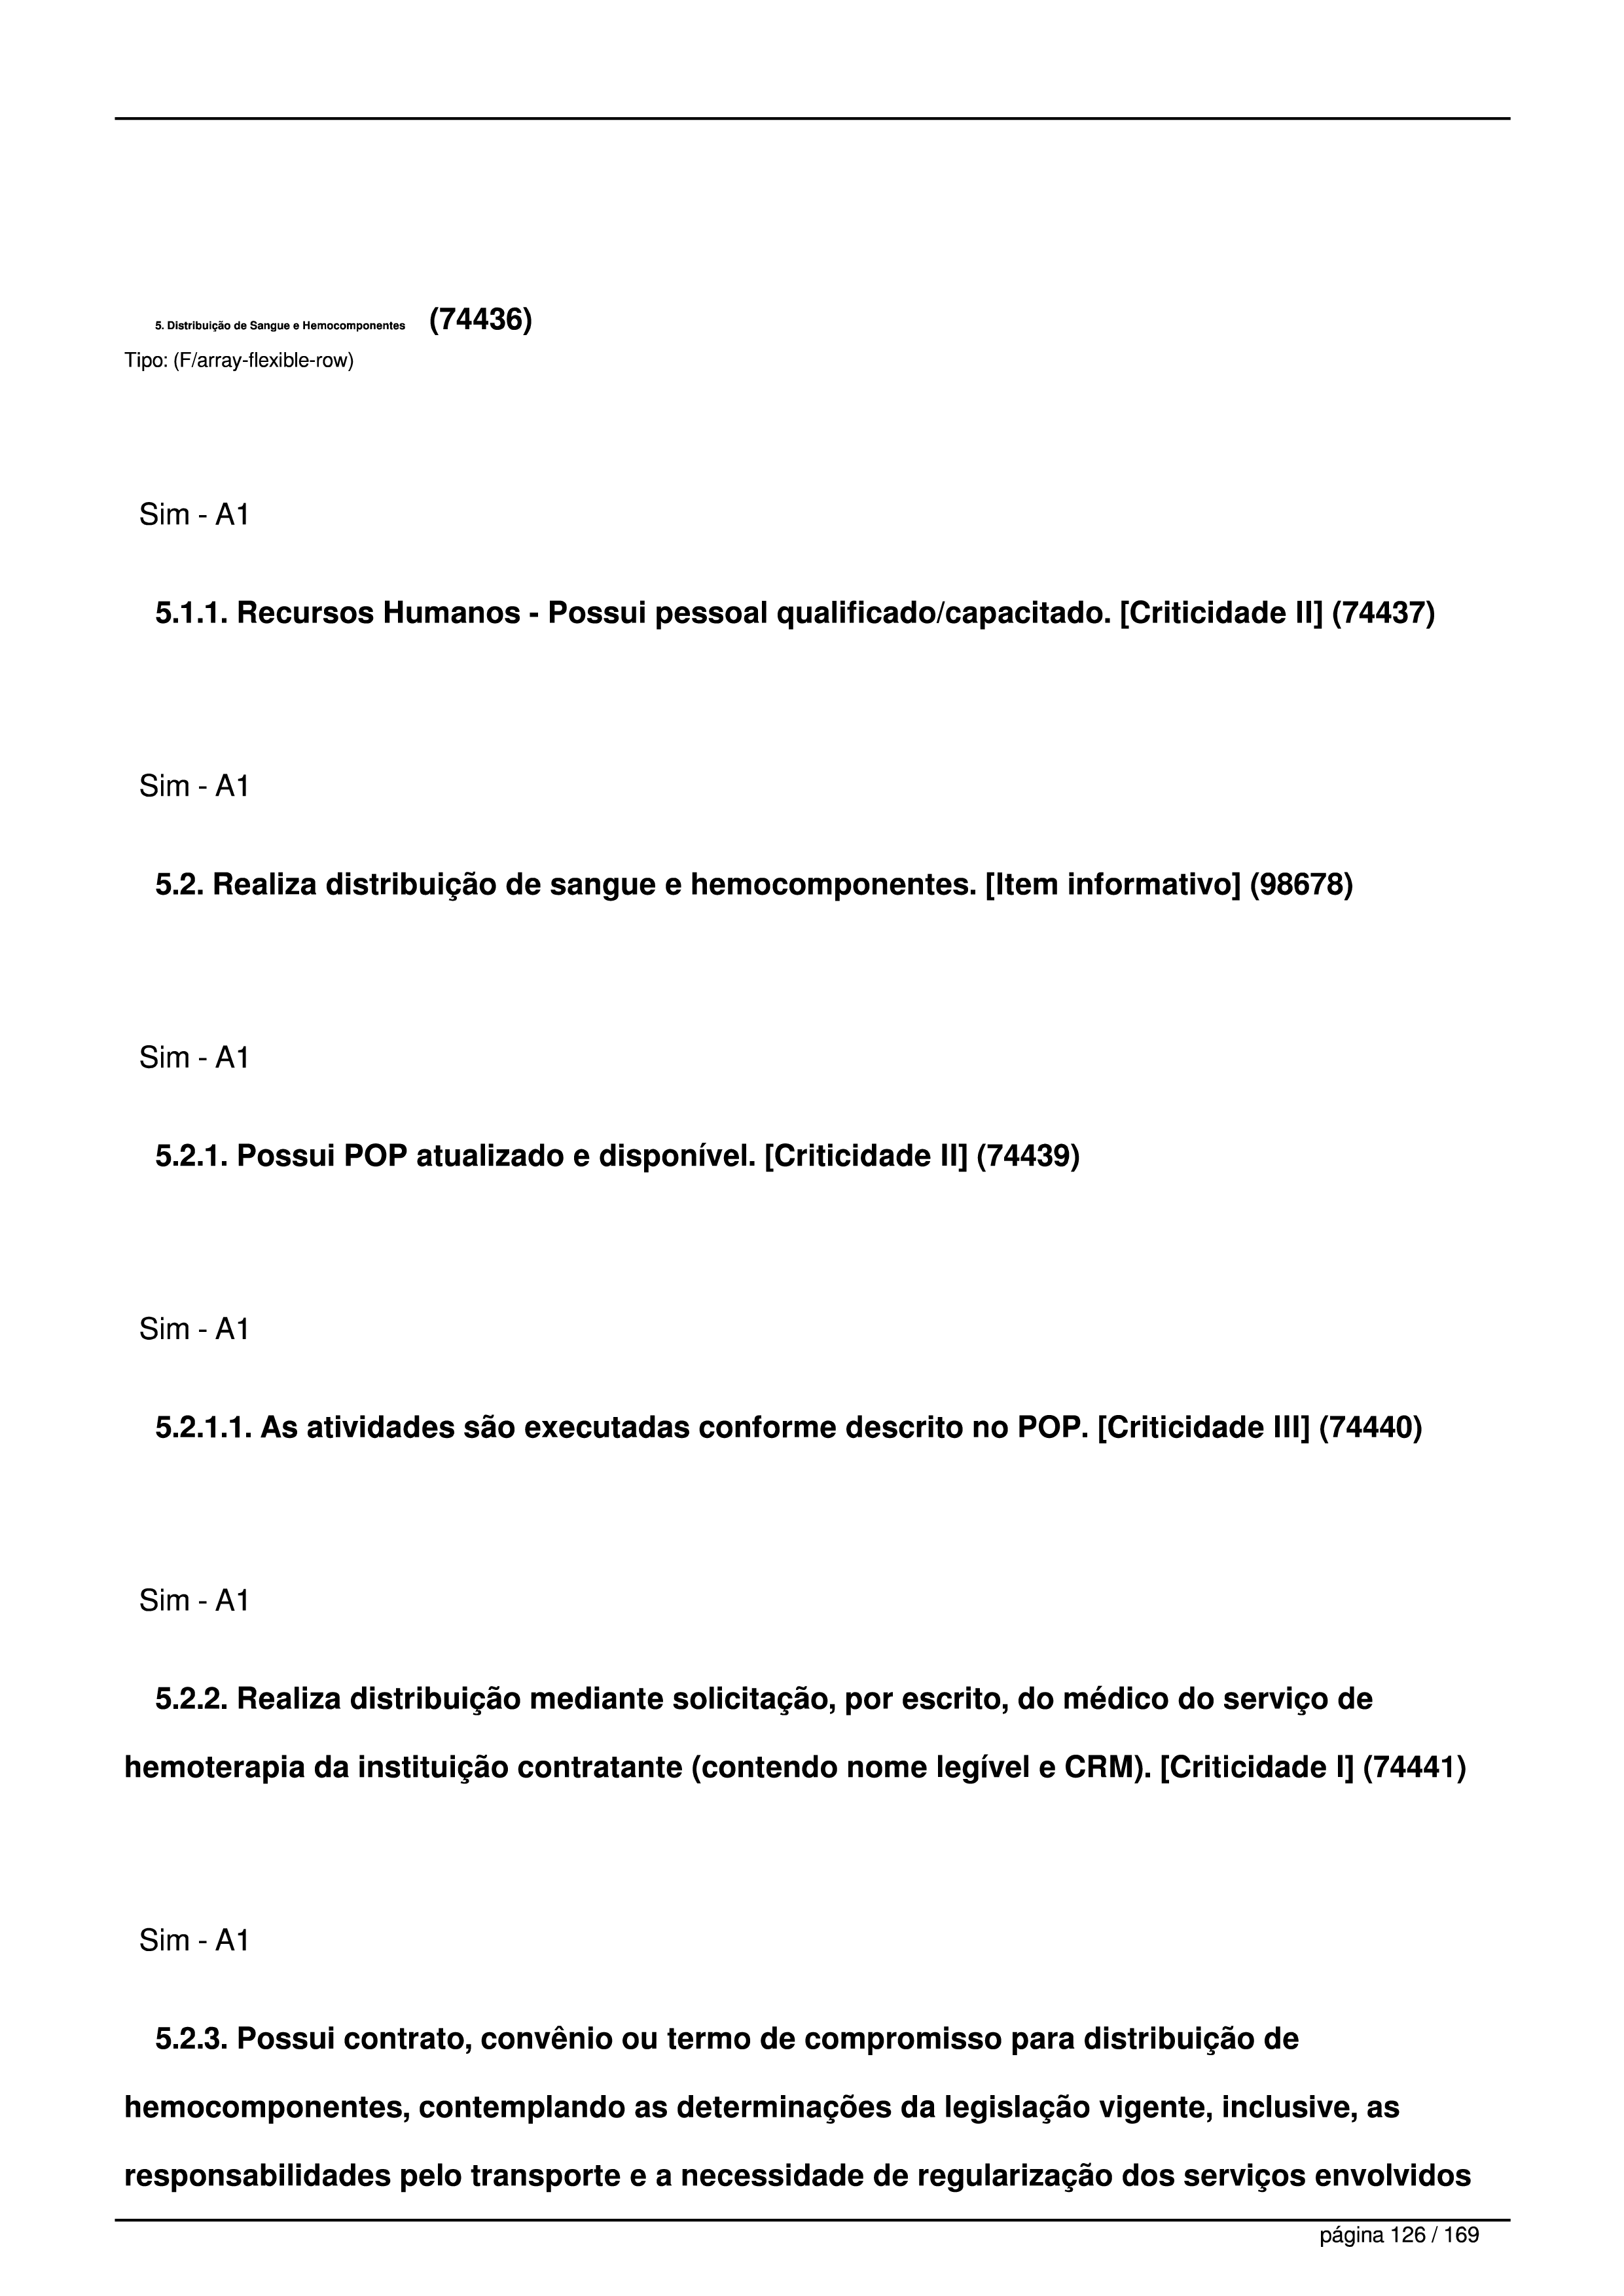 5. Distribuição de Sangue e Hemocomponentes (74436)
Tipo: (F/array-flexible-row)
Sim - A1
5.1.1. Recursos Humanos - Possui pessoal qualificado/capacitado. [Criticidade II] (74437)
Sim - A1
5.2. Realiza distribuição de sangue e hemocomponentes. [Item informativo] (98678)
Sim - A1
5.2.1. Possui POP atualizado e disponível. [Criticidade II] (74439)
Sim - A1
5.2.1.1. As atividades são executadas conforme descrito no POP. [Criticidade III] (74440)
Sim - A1
5.2.2. Realiza distribuição mediante solicitação, por escrito, do médico do serviço de
hemoterapia da instituição contratante (contendo nome legível e CRM). [Criticidade I] (74441)
Sim - A1
5.2.3. Possui contrato, convênio ou termo de compromisso para distribuição de
hemocomponentes, contemplando as determinações da legislação vigente, inclusive, as
responsabilidades pelo transporte e a necessidade de regularização dos serviços envolvidos
página 126 / 169